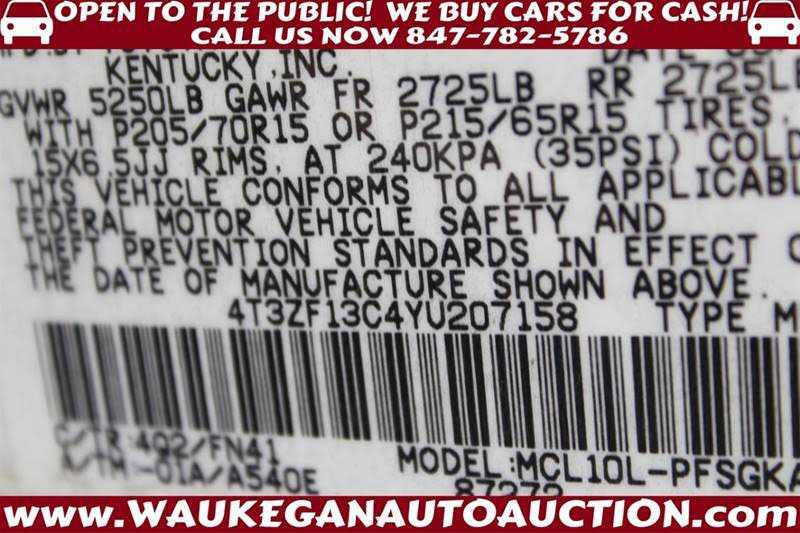 OPEN TO THE PUBLIC! WE BUY CARS FOR CASH!
CALL US NOW 847-782-5786
KENTUCKY, INC.
GVWR 5250LB GAWR FR 2725LB RR 2725LB
WITH P205/70R15 OR P215/65R15 TIRES.
15X6.5JJ RIMS, AT 240KPA (35PSI) COLD
THIS VEHICLE CONFORMS TO ALL APPLICABL
FEDERAL MOTOR VEHICLE SAFETY AND
THEFT PREVENTION STANDARDS IN EFFECT O
THE DATE OF MANUFACTURE SHOWN ABOVE.
4T3ZF13C4YU207158 TYPE M
C/TR:4Q2/FN41
A/TM-01A/A540E
MODEL:MCL10L-PFSGKA
87272
www.WAUKEGANAUTOAUCTION.com